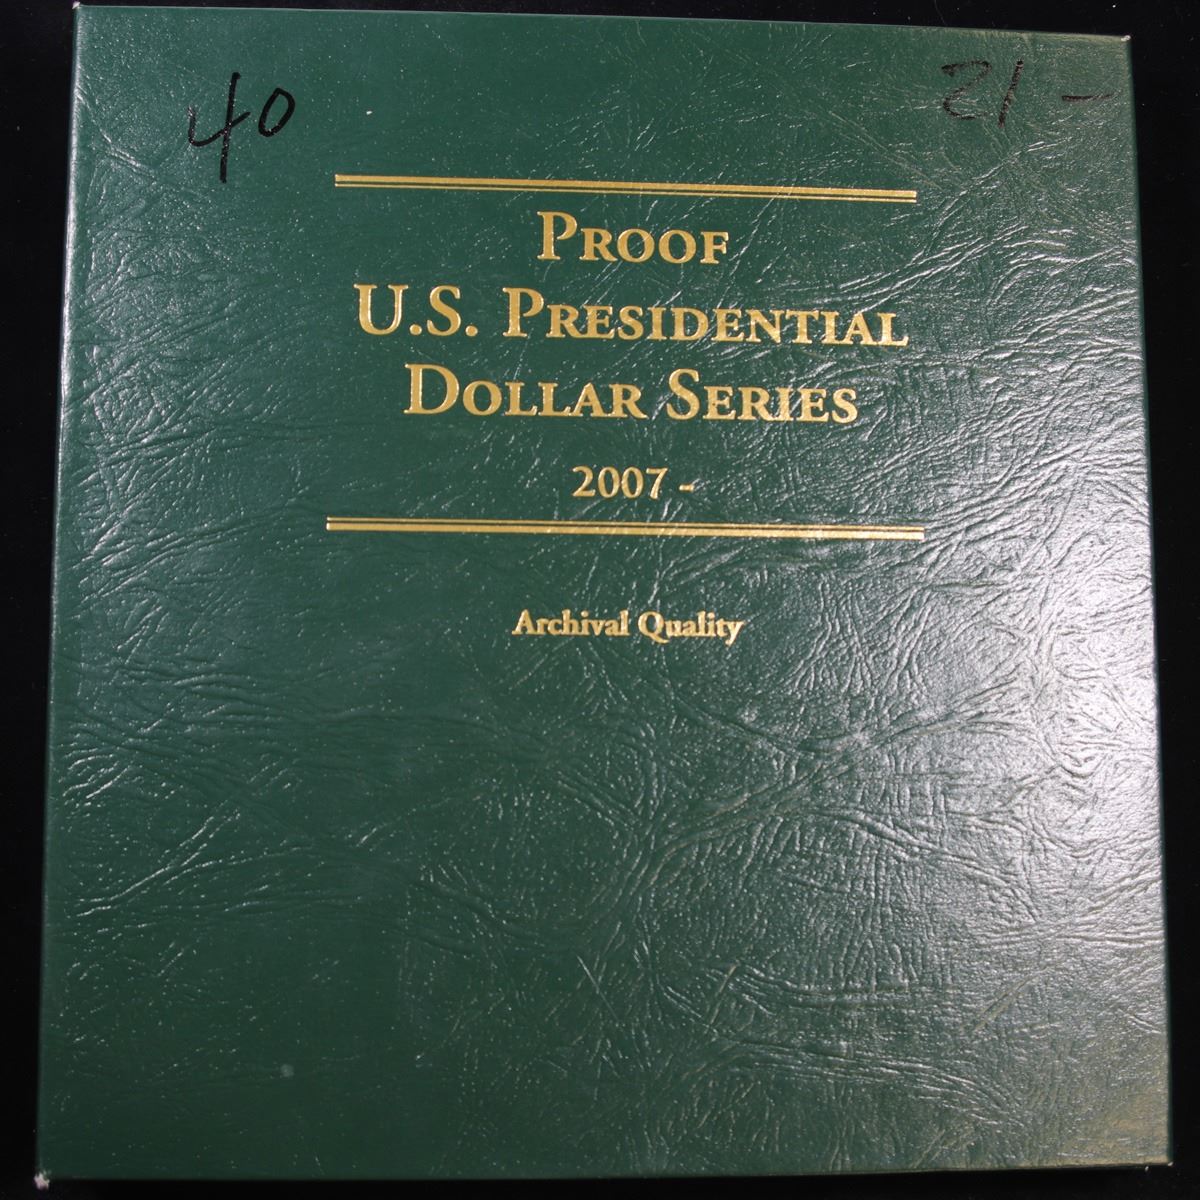 40
21 -
PROOF
U.S. PRESIDENTIAL
DOLLAR SERIES
2007 -
Archival Quality